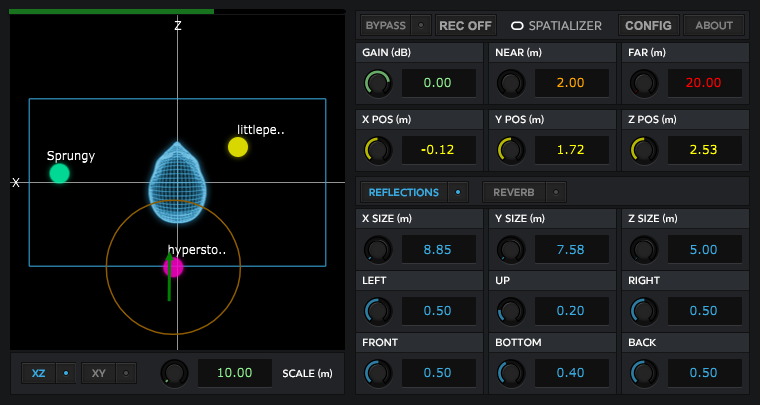 Z
littlepe..
Sprungy
X
hypersto..
XZ
XY
10.00
SCALE (m)
BYPASS
REC OFF
SPATIALIZER
CONFIG
ABOUT
GAIN (dB)
NEAR (m)
FAR (m)
0.00
2.00
20.00
X POS (m)
Y POS (m)
Z POS (m)
-0.12
1.72
2.53
REFLECTIONS
REVERB
X SIZE (m)
Y SIZE (m)
Z SIZE (m)
8.85
7.58
5.00
LEFT
UP
RIGHT
0.50
0.20
0.50
FRONT
BOTTOM
BACK
0.50
0.40
0.50